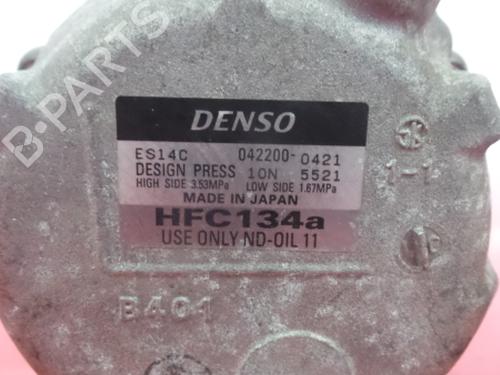 B-PARTS
DENSO
ES14C 042200-0421
DESIGN PRESS 10N 5521
HIGH SIDE 3.53MPa LOW SIDE 1.67MPa
MADE IN JAPAN
HFC134a
USE ONLY ND-OIL 11
1-1
B401